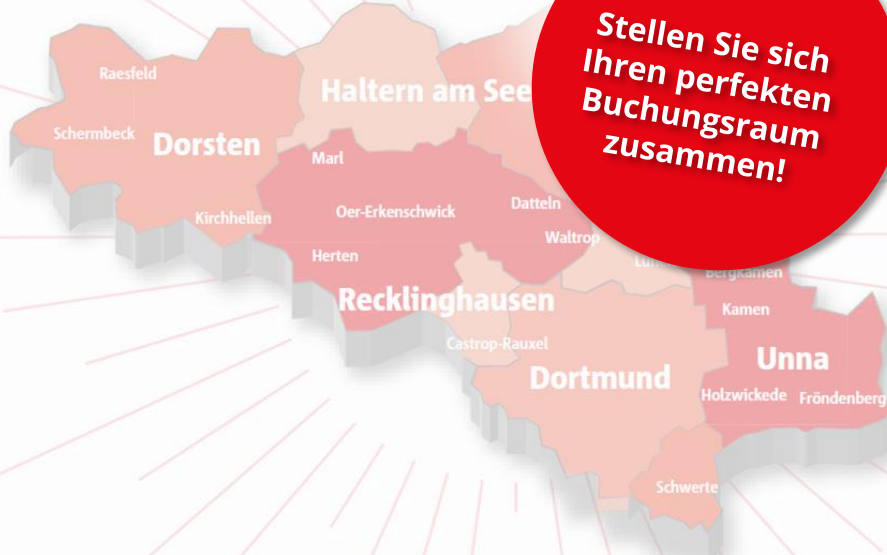 Stellen Sie sich
Ihren perfekten
Buchungsraum
zusammen!
Raesfeld
Haltern am See
Schermbeck
Dorsten
Marl
Kirchhellen
Oer-Erkenschwick
Datteln
Waltrop
Herten
Bergkamen
Recklinghausen
Kamen
Castrop-Rauxel
Unna
Dortmund
Holzwickede
Fröndenberg
Schwerte